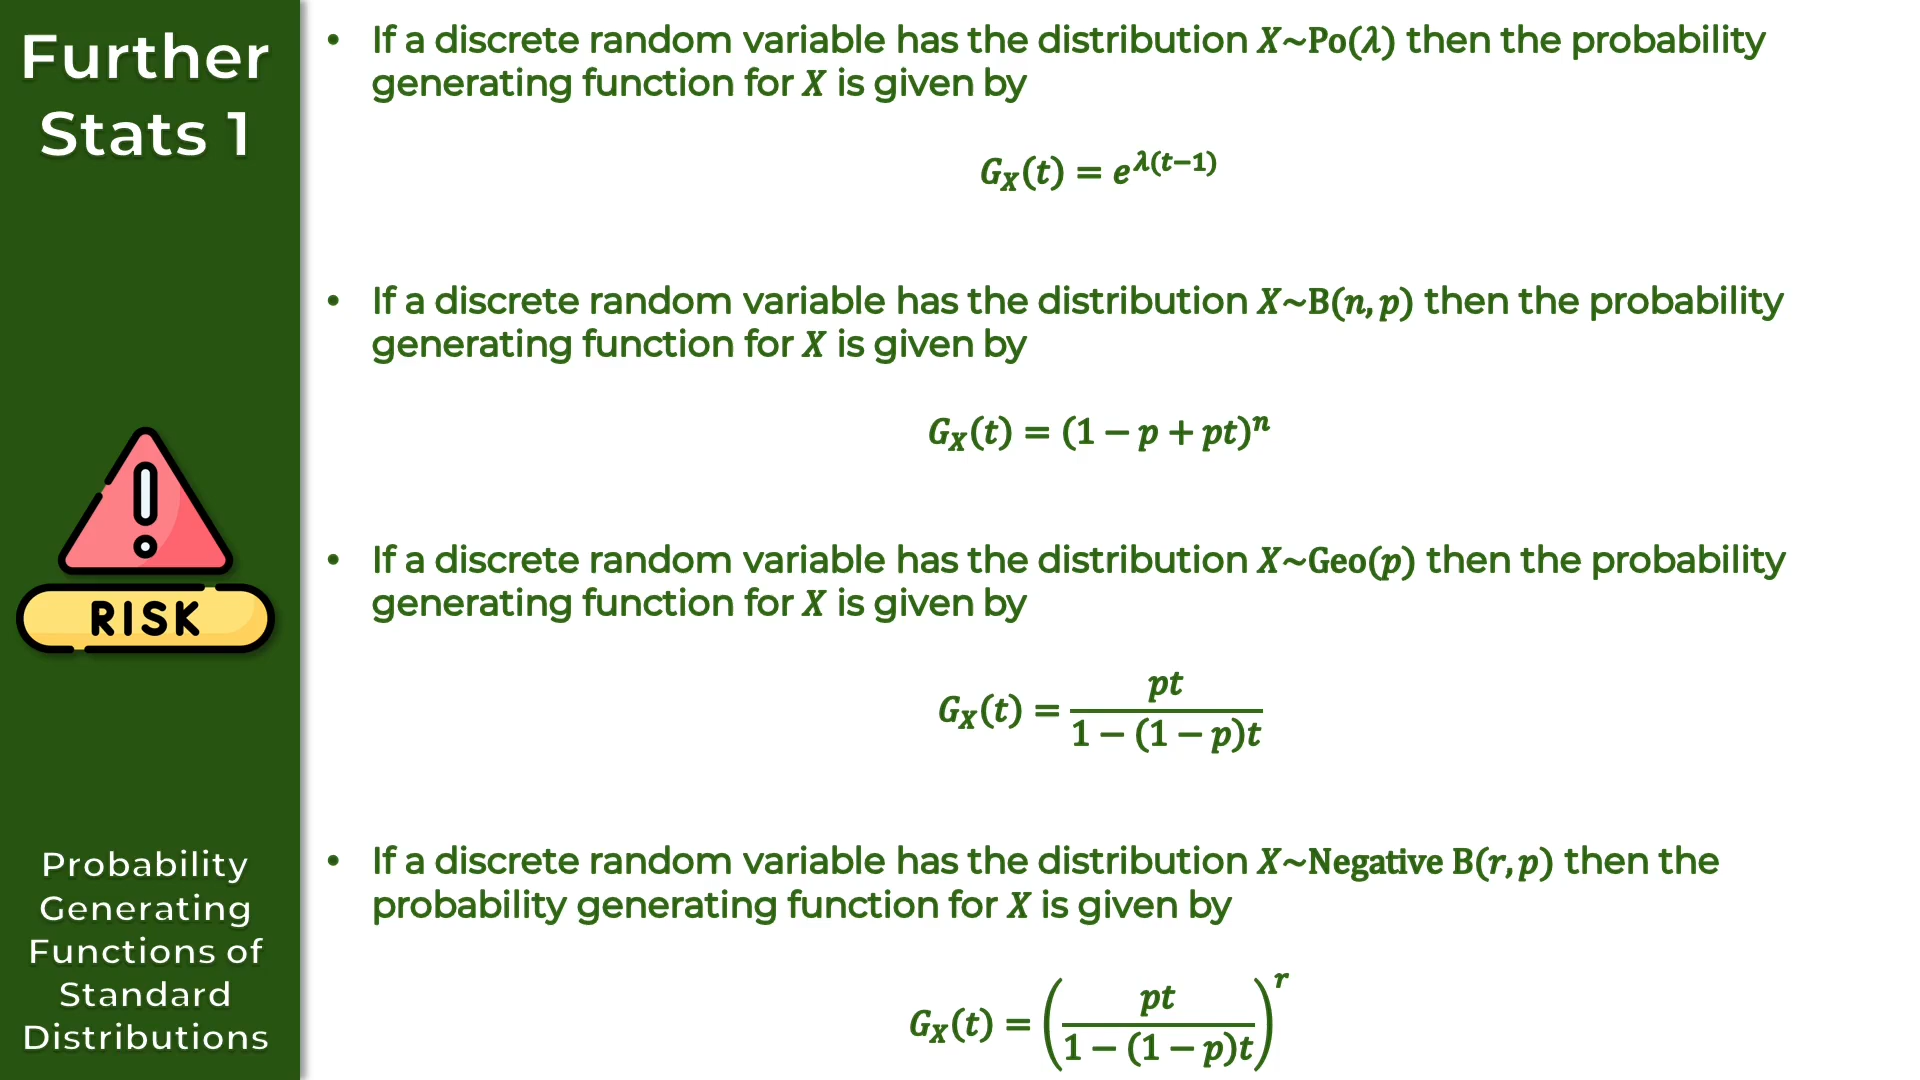 Further
Stats 1
RISK
Probability
Generating
Functions of
Standard
Distributions
• If a discrete random variable has the distribution X~Po(λ) then the probability
generating function for X is given by
G_X(t) = e^{λ(t−1)}
• If a discrete random variable has the distribution X~B(n, p) then the probability
generating function for X is given by
G_X(t) = (1 − p + pt)^n
• If a discrete random variable has the distribution X~Geo(p) then the probability
generating function for X is given by
G_X(t) = \frac{pt}{1 − (1 − p)t}
• If a discrete random variable has the distribution X~Negative B(r, p) then the
probability generating function for X is given by
G_X(t) = \left(\frac{pt}{1 − (1 − p)t}\right)^r